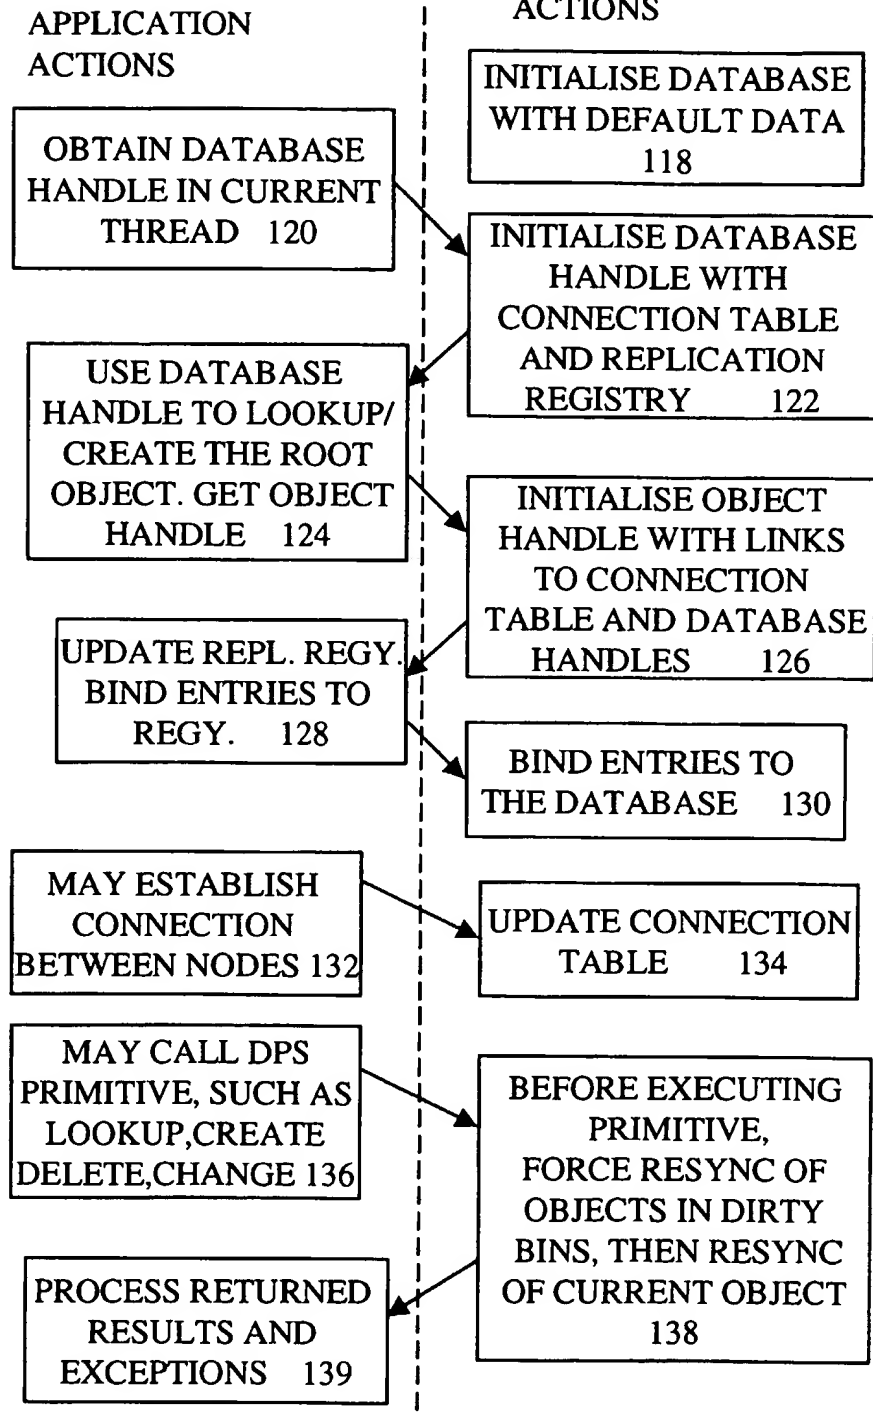 APPLICATION
ACTIONS
ACTIONS
INITIALISE DATABASE
WITH DEFAULT DATA
118
OBTAIN DATABASE
HANDLE IN CURRENT
THREAD 120
INITIALISE DATABASE
HANDLE WITH
CONNECTION TABLE
AND REPLICATION
REGISTRY 122
USE DATABASE
HANDLE TO LOOKUP/
CREATE THE ROOT
OBJECT. GET OBJECT
HANDLE 124
INITIALISE OBJECT
HANDLE WITH LINKS
TO CONNECTION
TABLE AND DATABASE
HANDLES 126
UPDATE REPL. REGY.
BIND ENTRIES TO
REGY. 128
BIND ENTRIES TO
THE DATABASE 130
MAY ESTABLISH
CONNECTION
BETWEEN NODES 132
UPDATE CONNECTION
TABLE 134
MAY CALL DPS
PRIMITIVE, SUCH AS
LOOKUP,CREATE
DELETE,CHANGE 136
BEFORE EXECUTING
PRIMITIVE,
FORCE RESYNC OF
OBJECTS IN DIRTY
BINS, THEN RESYNC
OF CURRENT OBJECT
138
PROCESS RETURNED
RESULTS AND
EXCEPTIONS 139